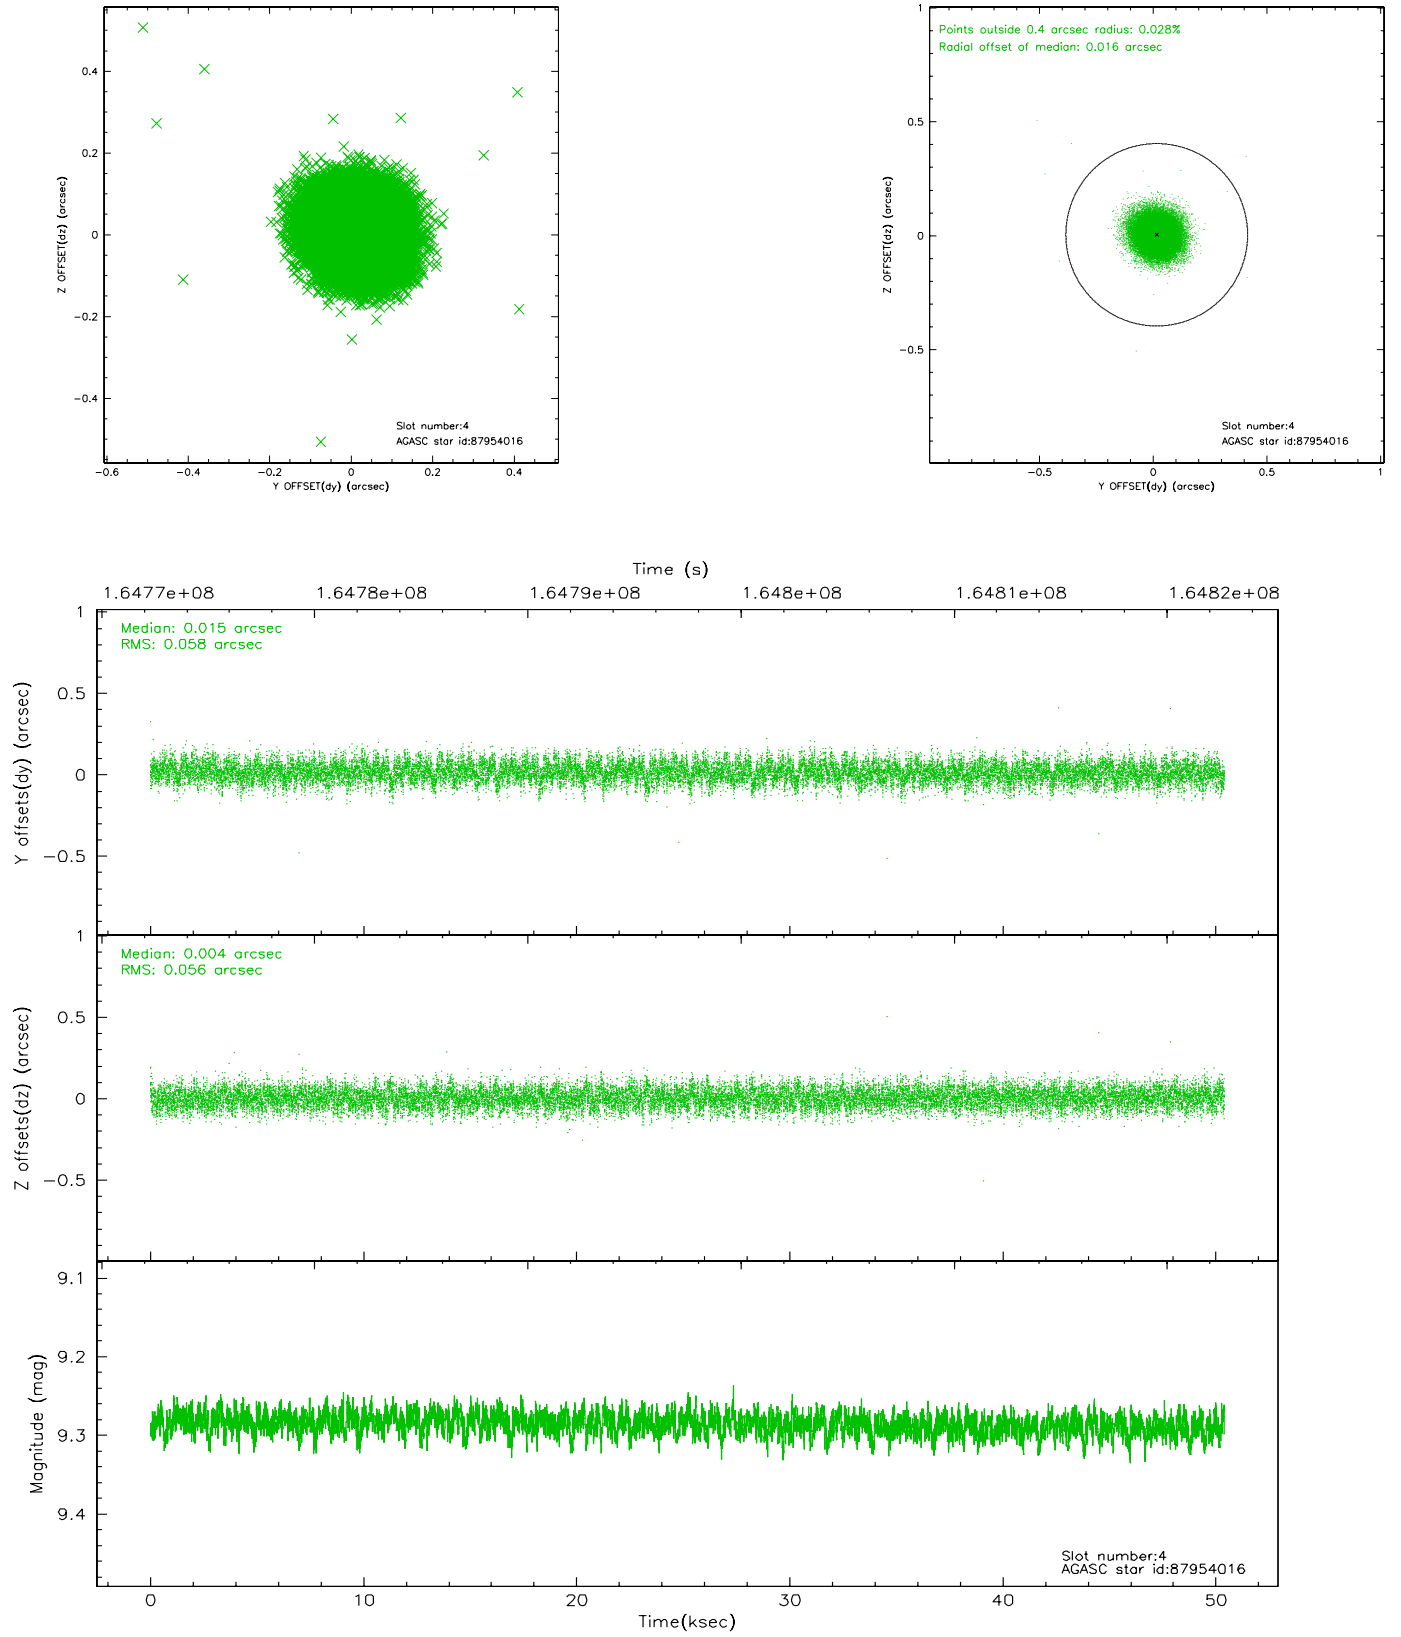 0.4
0.2
0
−0.2
−0.4
−0.6
−0.4
−0.2
0
0.2
0.4
Z OFFSET(dz) (arcsec)
Y OFFSET(dy) (arcsec)
Slot number:4
AGASC star id:87954016
Points outside 0.4 arcsec radius: 0.028%
Radial offset of median: 0.016 arcsec
1
0.5
0
−0.5
−0.5
0
0.5
1
Z OFFSET(dz) (arcsec)
Y OFFSET(dy) (arcsec)
Slot number:4
AGASC star id:87954016
Time (s)
1.6477e+08 1.6478e+08 1.6479e+08 1.648e+08 1.6481e+08 1.6482e+08
Median: 0.015 arcsec
RMS: 0.058 arcsec
1
0.5
0
−0.5
Y offsets(dy) (arcsec)
Median: 0.004 arcsec
RMS: 0.056 arcsec
1
0.5
0
−0.5
Z offsets(dz) (arcsec)
9.1
9.2
9.3
9.4
Magnitude (mag)
Slot number:4
AGASC star id:87954016
0 10 20 30 40 50
Time(ksec)